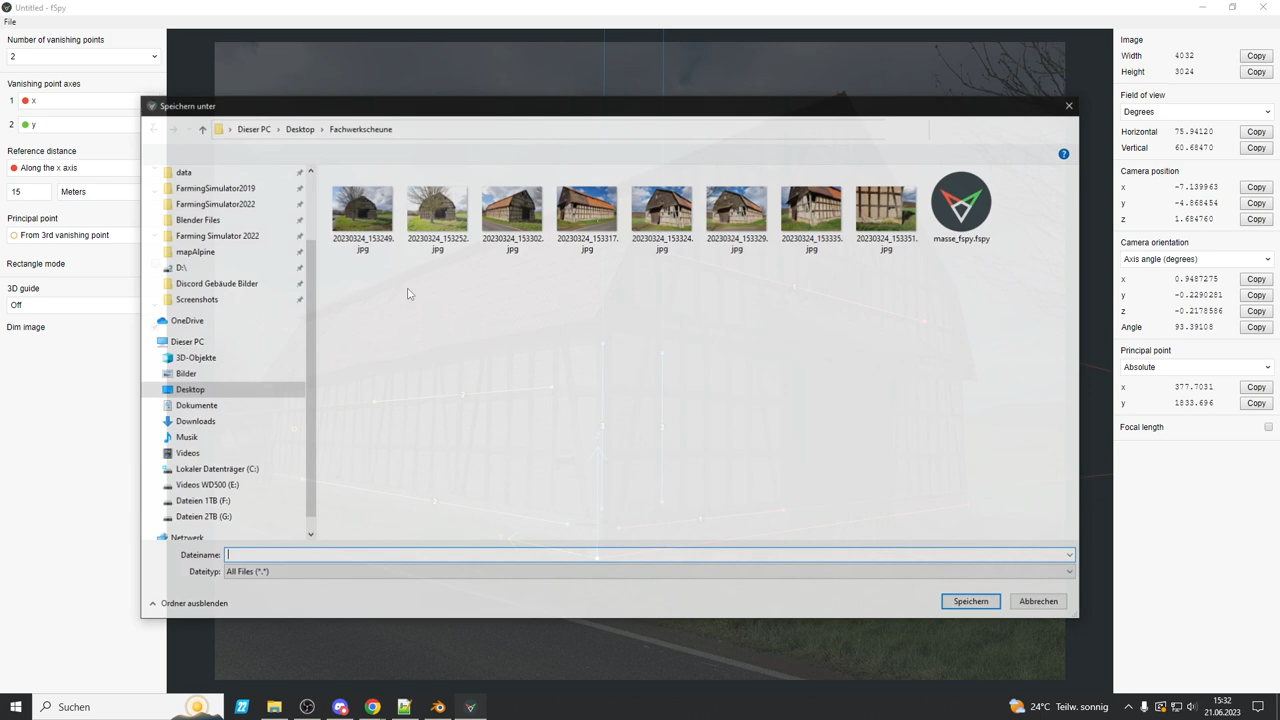 Untitled - fSpy
File
Number of vanishing points
2
Vanishing point axes
1 x
2 y
Reference distance
Along the x axis
15 Meters
Principal point
From 3rd vanishing point
Rectangle mode
3D guide
Off
Dim image
Speichern unter
Dieser PC › Desktop › Fachwerkscheune
data
FarmingSimulator2019
FarmingSimulator2022
Blender Files
Farming Simulator 2022
mapAlpine
D:\
Discord Gebäude Bilder
Screenshots
OneDrive
Dieser PC
3D-Objekte
Bilder
Desktop
Dokumente
Downloads
Musik
Videos
Lokaler Datenträger (C:)
Videos WD500 (E:)
Dateien 1TB (F:)
Dateien 2TB (G:)
Netzwerk
20230324_153249.jpg
20230324_153252.jpg
20230324_153302.jpg
20230324_153317.jpg
20230324_153324.jpg
20230324_153329.jpg
20230324_153335.jpg
20230324_153351.jpg
masse_fspy.fspy
Dateiname:
Dateityp: All Files (*.*)
Ordner ausblenden
Speichern
Abbrechen
Image
Width 4032 Copy
Height 3024 Copy
Field of view
Degrees
Horizontal 75.94120 Copy
Vertical 60.68470 Copy
Camera position
x -7.139963 Copy
y -4.868454 Copy
z 1.684760 Copy
Camera orientation
Axis angle (degrees)
x 0.9487275 Copy
y -0.2290281 Copy
z -0.2178586 Copy
Angle 93.39108 Copy
Principal point
Absolute
x 377.7031 Copy
y 1833.696 Copy
Focal length
Suchen
24°C Teilw. sonnig
15:32
21.06.2023